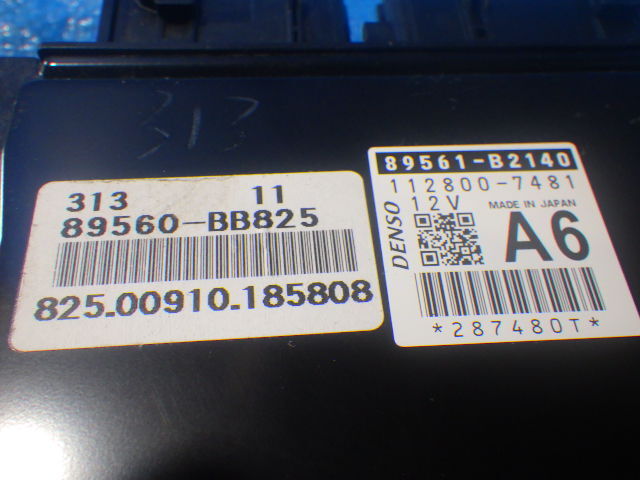 313
313 11
89560-BB825
825.00910.185808
89561-B2140
112800-7481
12V MADE IN JAPAN
DENSO
A6
*287480T*